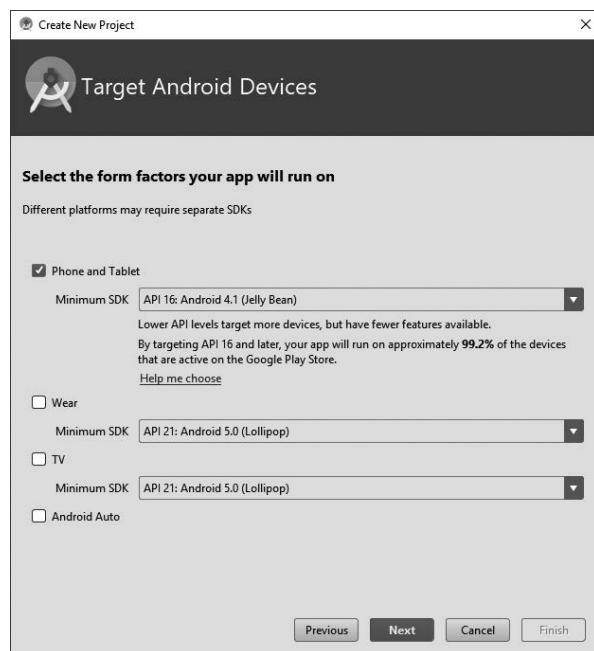 Create New Project
Target Android Devices
Select the form factors your app will run on
Different platforms may require separate SDKs
Phone and Tablet
Minimum SDK API 16: Android 4.1 (Jelly Bean)
Lower API levels target more devices, but have fewer features available.
By targeting API 16 and later, your app will run on approximately 99.2% of the devices
that are active on the Google Play Store.
Help me choose
Wear
Minimum SDK API 21: Android 5.0 (Lollipop)
TV
Minimum SDK API 21: Android 5.0 (Lollipop)
Android Auto
Previous Next Cancel Finish